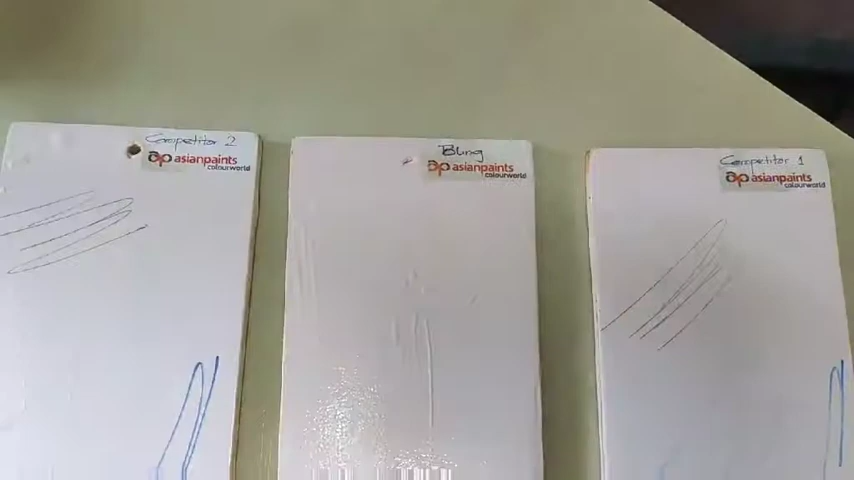 Competitor 2
asianpaints
colourworld
Bling
asianpaints
colourworld
Competitor 1
asianpaints
colourworld